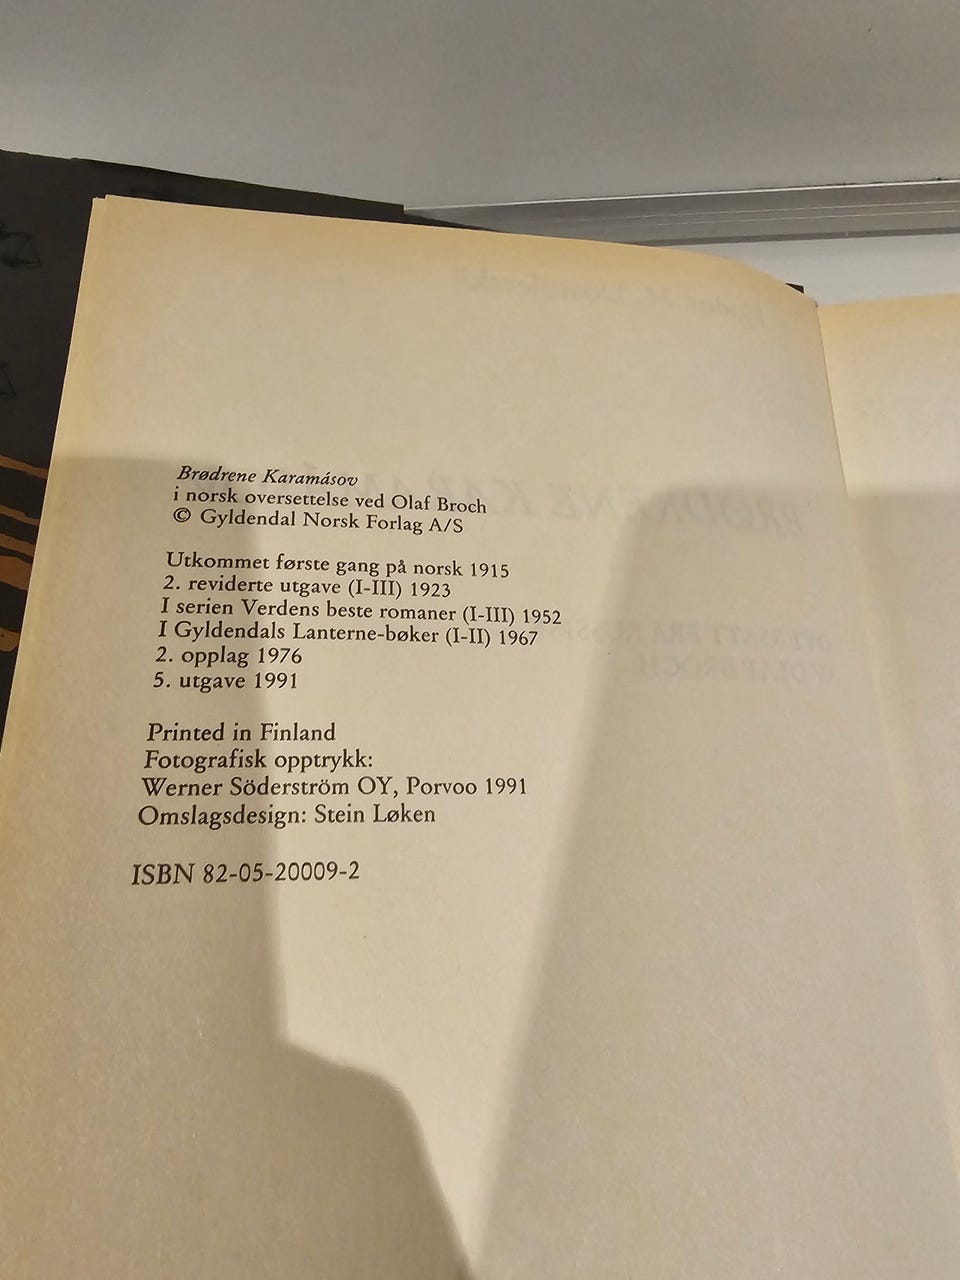 Brødrene Karamásov
i norsk oversettelse ved Olaf Broch
© Gyldendal Norsk Forlag A/S
Utkommet første gang på norsk 1915
2. reviderte utgave (I-III) 1923
I serien Verdens beste romaner (I-III) 1952
I Gyldendals Lanterne-bøker (I-II) 1967
2. opplag 1976
5. utgave 1991
Printed in Finland
Fotografisk opptrykk:
Werner Söderström OY, Porvoo 1991
Omslagsdesign: Stein Løken
ISBN 82-05-20009-2